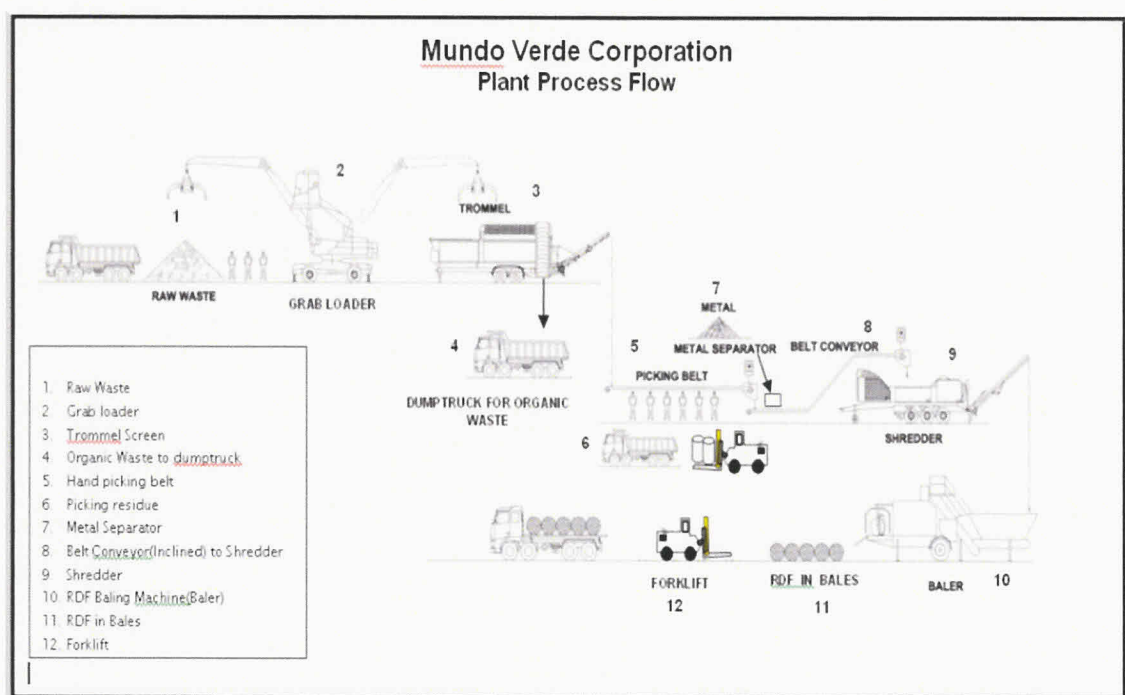 Mundo Verde Corporation
Plant Process Flow
2
3
1
TROMMEL
RAW WASTE
GRAB LOADER
7
METAL
8
4
5
METAL SEPARATOR
BELT CONVEYOR
9
PICKING BELT
DUMPTRUCK FOR ORGANIC
WASTE
SHREDDER
6
FORKLIFT
RDF IN BALES
BALER
10
12
11
1. Raw Waste
2. Grab loader
3. Trommel Screen
4. Organic Waste to dumptruck
5. Hand picking belt
6. Picking residue
7. Metal Separator
8. Belt Conveyor(Inclined) to Shredder
9. Shredder
10. RDF Baling Machine(Baler)
11. RDF in Bales
12. Forklift